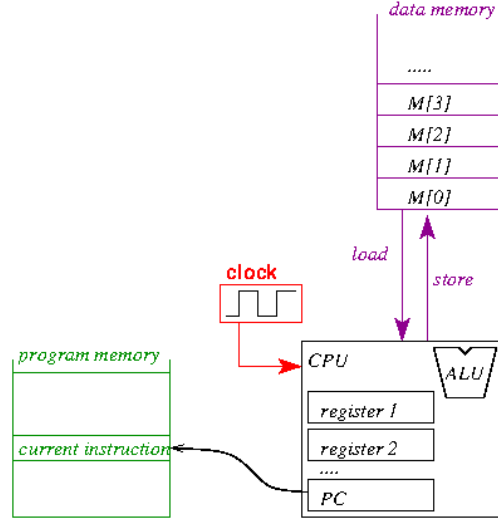 data memory
.....
M[3]
M[2]
M[1]
M[0]
load
store
clock
program memory
current instruction
CPU
ALU
register 1
register 2
....
PC